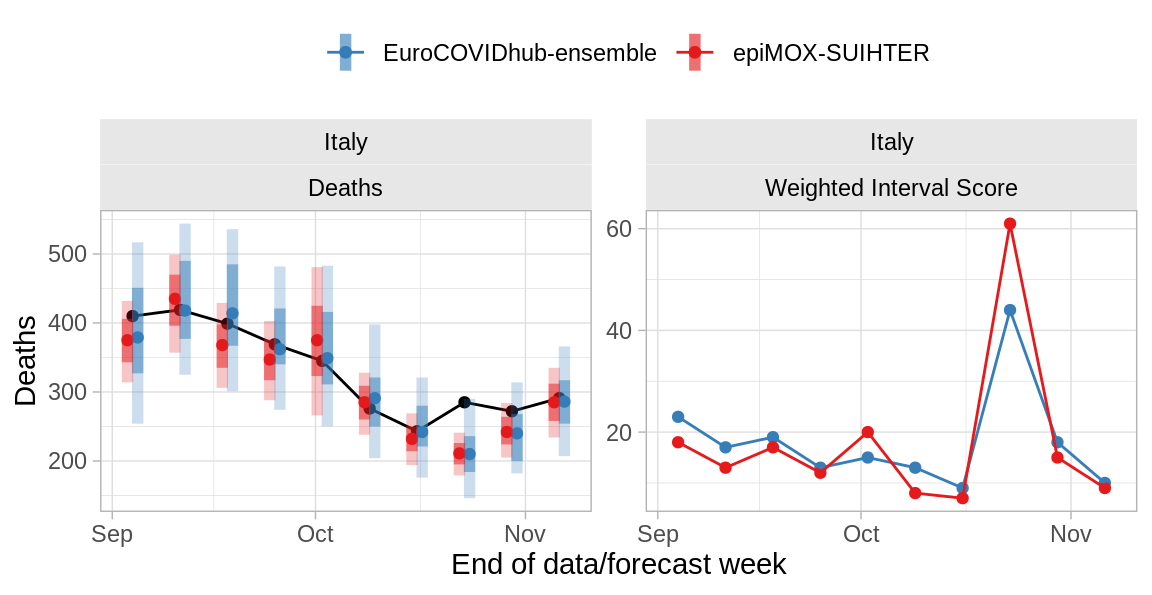 EuroCOVIDhub-ensemble epiMOX-SUIHTER
Italy
Deaths
Italy
Weighted Interval Score
Deaths
500
400
300
200
60
40
20
Sep Oct Nov
Sep Oct Nov
End of data/forecast week